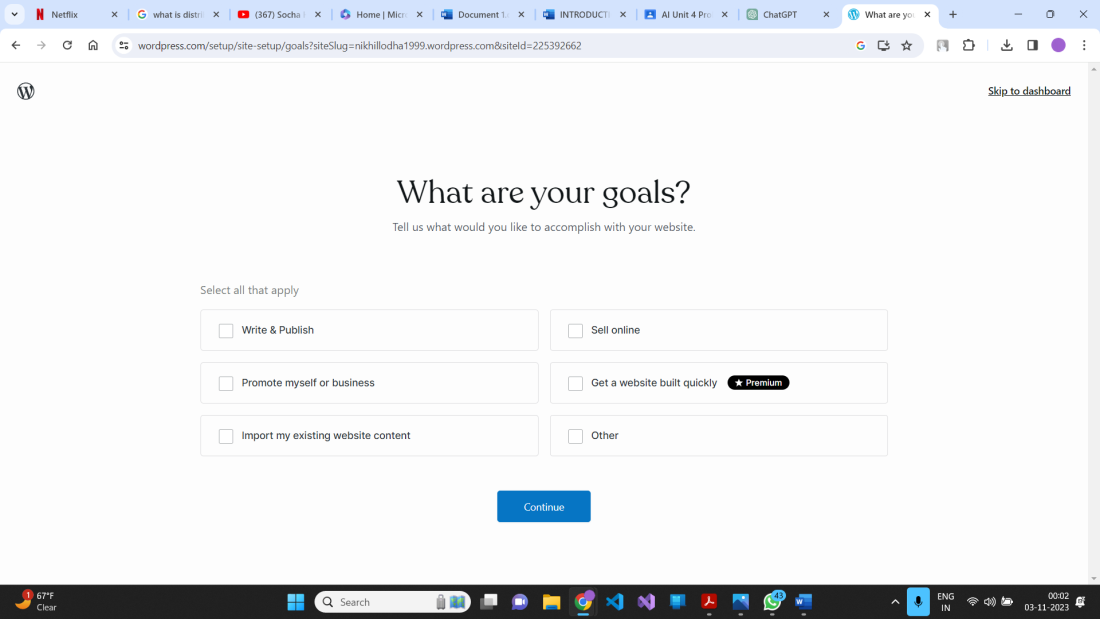 Netflix
what is distri
(367) Socha
Home | Micr
Document 1
INTRODUCTI
AI Unit 4 Pro
ChatGPT
What are you
wordpress.com/setup/site-setup/goals?siteSlug=nikhillodha1999.wordpress.com&siteId=225392662
Skip to dashboard
What are your goals?
Tell us what would you like to accomplish with your website.
Select all that apply
Write & Publish
Sell online
Promote myself or business
Get a website built quickly ★ Premium
Import my existing website content
Other
Continue
1
67°F
Clear
Search
43
ENG
IN
00:02
03-11-2023